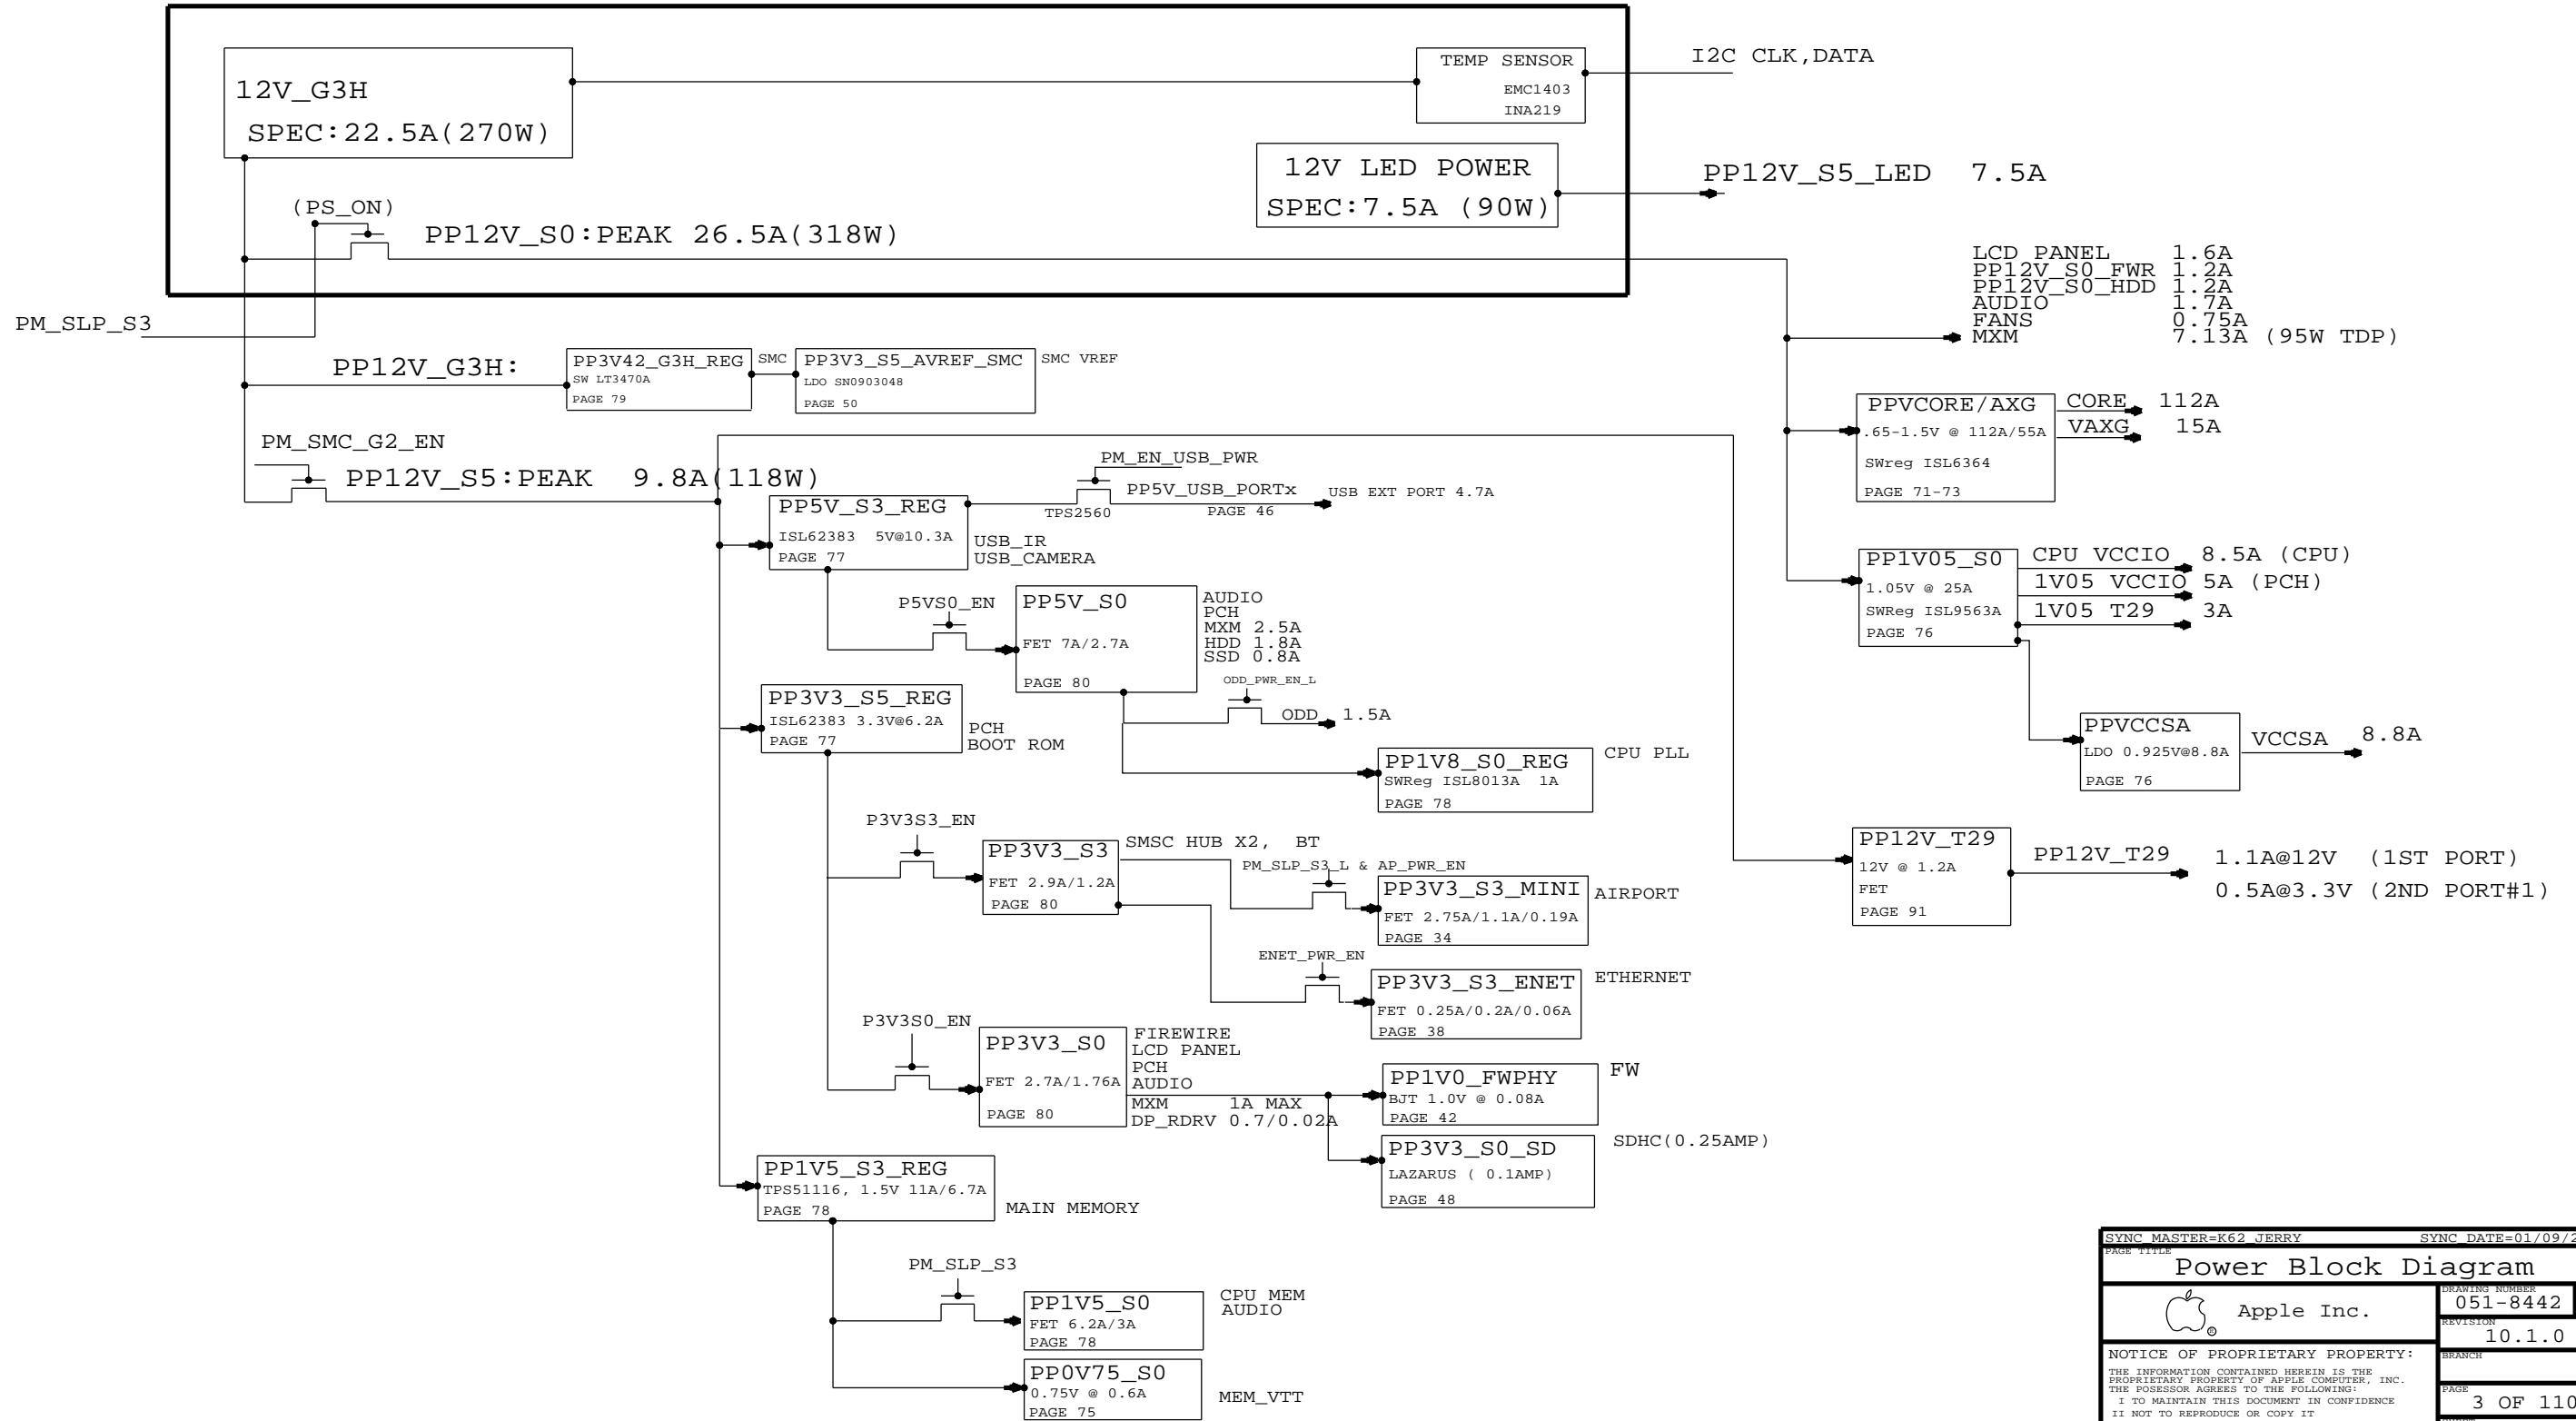 12V_G3H
SPEC:22.5A(270W)
TEMP SENSOR
EMC1403
INA219
I2C CLK,DATA
12V LED POWER
SPEC:7.5A (90W)
PP12V_S5_LED 7.5A
(PS_ON)
PP12V_S0:PEAK 26.5A(318W)
PM_SLP_S3
LCD PANEL 1.6A
PP12V_S0_FWR 1.2A
PP12V_S0_HDD 1.2A
AUDIO 1.7A
FANS 0.75A
MXM 7.13A (95W TDP)
PP12V_G3H:
PP3V42_G3H_REG
SW LT3470A
PAGE 79
SMC
PP3V3_S5_AVREF_SMC
LDO SN0903048
PAGE 50
SMC VREF
PPVCORE/AXG
.65-1.5V @ 112A/55A
SWreg ISL6364
PAGE 71-73
CORE 112A
VAXG 15A
PM_SMC_G2_EN
PP12V_S5:PEAK 9.8A(118W)
PM_EN_USB_PWR
PP5V_USB_PORTx
USB EXT PORT 4.7A
TPS2560
PAGE 46
PP5V_S3_REG
ISL62383 5V@10.3A
PAGE 77
USB_IR
USB_CAMERA
PP1V05_S0
1.05V @ 25A
SWReg ISL9563A
PAGE 76
CPU VCCIO 8.5A (CPU)
1V05 VCCIO 5A (PCH)
1V05 T29 3A
P5VS0_EN
PP5V_S0
FET 7A/2.7A
PAGE 80
AUDIO
PCH
MXM 2.5A
HDD 1.8A
SSD 0.8A
ODD_PWR_EN_L
ODD 1.5A
PP3V3_S5_REG
ISL62383 3.3V@6.2A
PAGE 77
PCH
BOOT ROM
PP1V8_S0_REG
SWReg ISL8013A 1A
PAGE 78
CPU PLL
PPVCCSA
LDO 0.925V@8.8A
PAGE 76
VCCSA 8.8A
P3V3S3_EN
PP3V3_S3
FET 2.9A/1.2A
PAGE 80
SMSC HUB X2, BT
PM_SLP_S3_L & AP_PWR_EN
PP3V3_S3_MINI
FET 2.75A/1.1A/0.19A
PAGE 34
AIRPORT
PP12V_T29
12V @ 1.2A
FET
PAGE 91
PP12V_T29
1.1A@12V (1ST PORT)
0.5A@3.3V (2ND PORT#1)
ENET_PWR_EN
PP3V3_S3_ENET
FET 0.25A/0.2A/0.06A
PAGE 38
ETHERNET
P3V3S0_EN
PP3V3_S0
FET 2.7A/1.76A
PAGE 80
FIREWIRE
LCD PANEL
PCH
AUDIO
MXM 1A MAX
DP_RDRV 0.7/0.02A
PP1V0_FWPHY
BJT 1.0V @ 0.08A
PAGE 42
FW
PP3V3_S0_SD
LAZARUS ( 0.1AMP)
PAGE 48
SDHC(0.25AMP)
PP1V5_S3_REG
TPS51116, 1.5V 11A/6.7A
PAGE 78
MAIN MEMORY
PM_SLP_S3
PP1V5_S0
FET 6.2A/3A
PAGE 78
CPU MEM
AUDIO
PP0V75_S0
0.75V @ 0.6A
PAGE 75
MEM_VTT
SYNC_MASTER=K62_JERRY SYNC_DATE=01/09/2
PAGE TITLE
Power Block Diagram
Apple Inc.
DRAWING NUMBER
051-8442
REVISION
10.1.0
BRANCH
NOTICE OF PROPRIETARY PROPERTY:
THE INFORMATION CONTAINED HEREIN IS THE
PROPRIETARY PROPERTY OF APPLE COMPUTER, INC.
THE POSESSOR AGREES TO THE FOLLOWING:
I TO MAINTAIN THIS DOCUMENT IN CONFIDENCE
II NOT TO REPRODUCE OR COPY IT
PAGE
3 OF 110